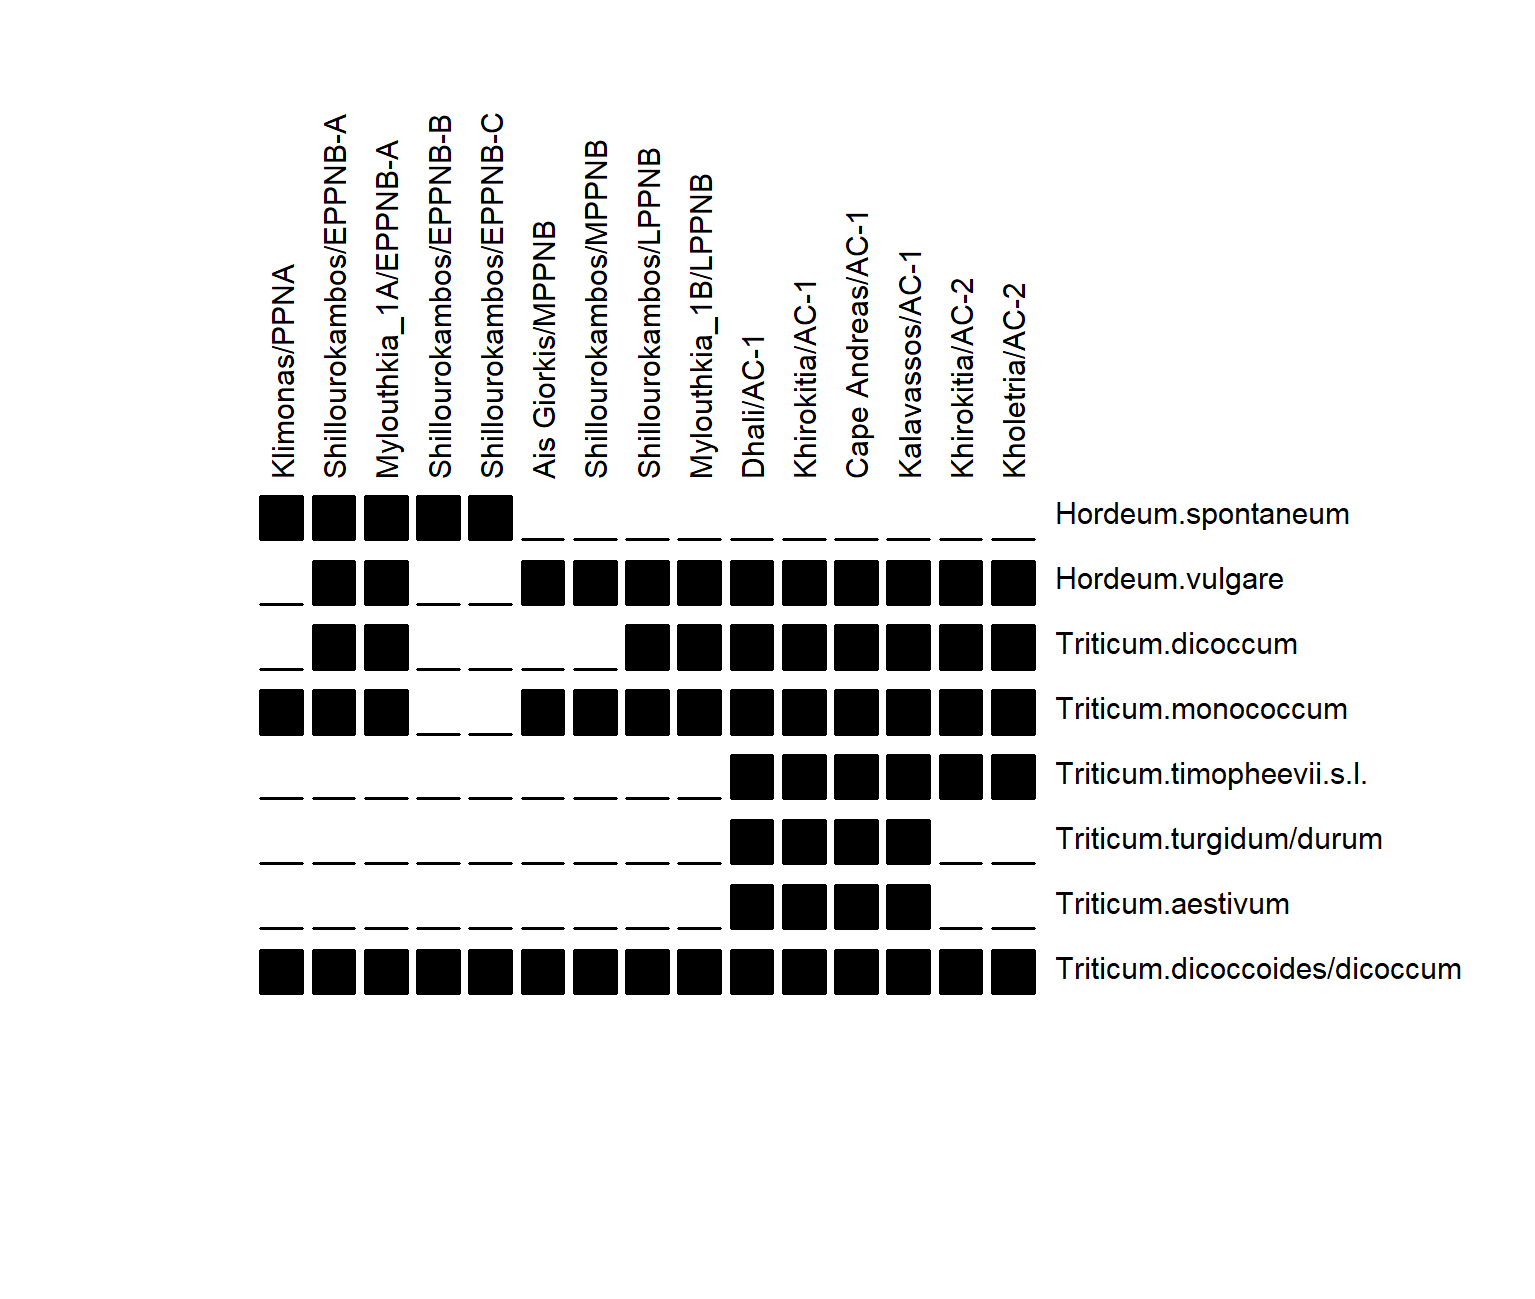 Klimonas/PPNA
Shillourokambos/EPPNB-A
Mylouthkia_1A/EPPNB-A
Shillourokambos/EPPNB-B
Shillourokambos/EPPNB-C
Ais Giorkis/MPPNB
Shillourokambos/MPPNB
Shillourokambos/LPPNB
Mylouthkia_1B/LPPNB
Dhali/AC-1
Khirokitia/AC-1
Cape Andreas/AC-1
Kalavassos/AC-1
Khirokitia/AC-2
Kholetria/AC-2
Hordeum.spontaneum
Hordeum.vulgare
Triticum.dicoccum
Triticum.monococcum
Triticum.timopheevii.s.l.
Triticum.turgidum/durum
Triticum.aestivum
Triticum.dicoccoides/dicoccum